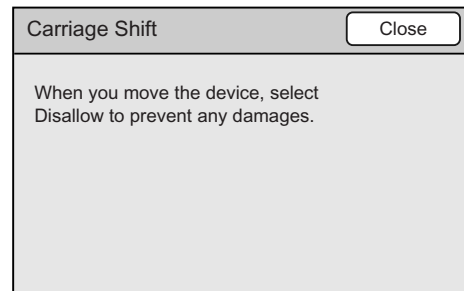 Carriage Shift
Close
When you move the device, select
Disallow to prevent any damages.